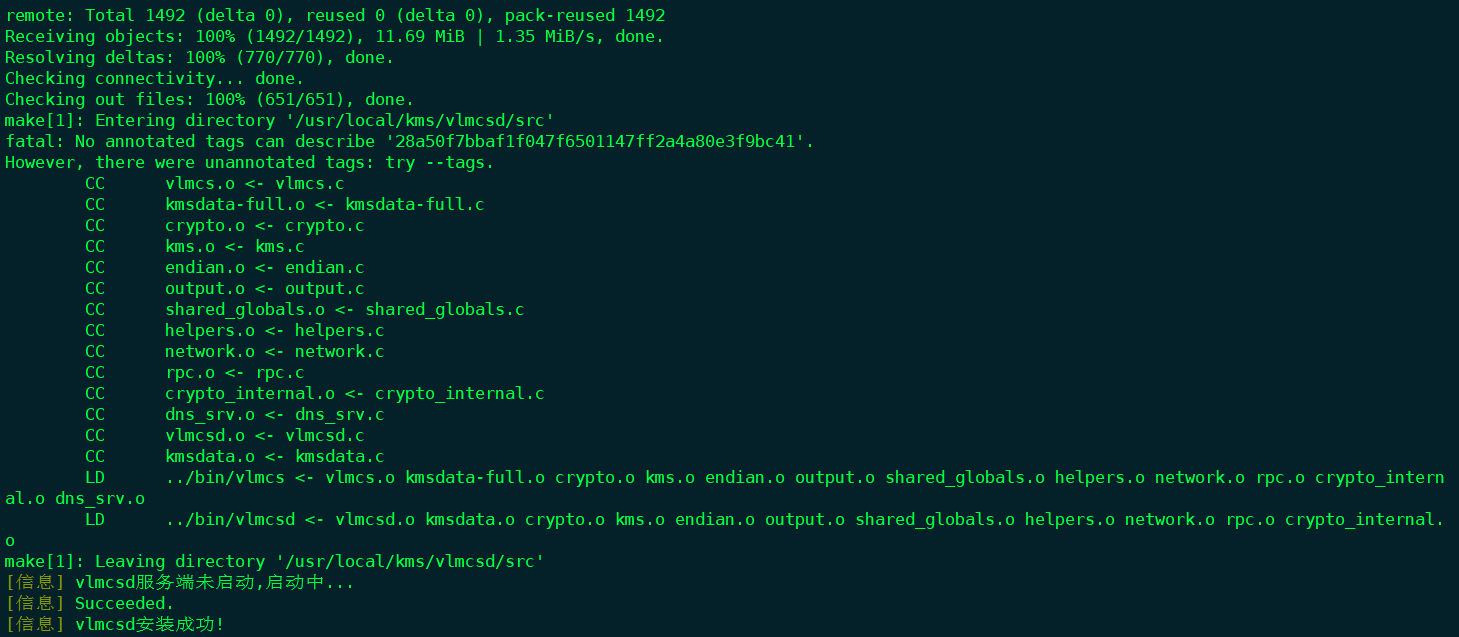 remote: Total 1492 (delta 0), reused 0 (delta 0), pack-reused 1492
Receiving objects: 100% (1492/1492), 11.69 MiB | 1.35 MiB/s, done.
Resolving deltas: 100% (770/770), done.
Checking connectivity... done.
Checking out files: 100% (651/651), done.
make[1]: Entering directory '/usr/local/kms/vlmcsd/src'
fatal: No annotated tags can describe '28a50f7bbaf1f047f6501147ff2a4a80e3f9bc41'.
However, there were unannotated tags: try --tags.
        CC      vlmcs.o <- vlmcs.c
        CC      kmsdata-full.o <- kmsdata-full.c
        CC      crypto.o <- crypto.c
        CC      kms.o <- kms.c
        CC      endian.o <- endian.c
        CC      output.o <- output.c
        CC      shared_globals.o <- shared_globals.c
        CC      helpers.o <- helpers.c
        CC      network.o <- network.c
        CC      rpc.o <- rpc.c
        CC      crypto_internal.o <- crypto_internal.c
        CC      dns_srv.o <- dns_srv.c
        CC      vlmcsd.o <- vlmcsd.c
        CC      kmsdata.o <- kmsdata.c
        LD      ../bin/vlmcs <- vlmcs.o kmsdata-full.o crypto.o kms.o endian.o output.o shared_globals.o helpers.o network.o rpc.o crypto_intern
al.o dns_srv.o
        LD      ../bin/vlmcsd <- vlmcsd.o kmsdata.o crypto.o kms.o endian.o output.o shared_globals.o helpers.o network.o rpc.o crypto_internal.
o
make[1]: Leaving directory '/usr/local/kms/vlmcsd/src'
[信息] vlmcsd服务端未启动,启动中...
[信息] Succeeded.
[信息] vlmcsd安装成功!